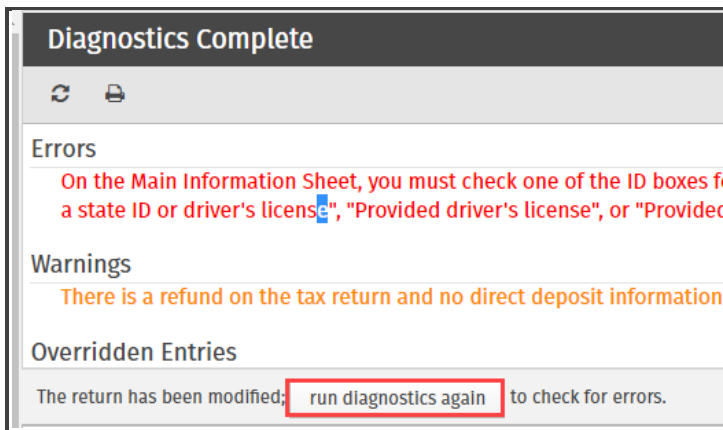 Diagnostics Complete
Errors
On the Main Information Sheet, you must check one of the ID boxes
a state ID or driver's license", "Provided driver's license", or "Provided
Warnings
There is a refund on the tax return and no direct deposit information
Overridden Entries
The return has been modified; run diagnostics again to check for errors.